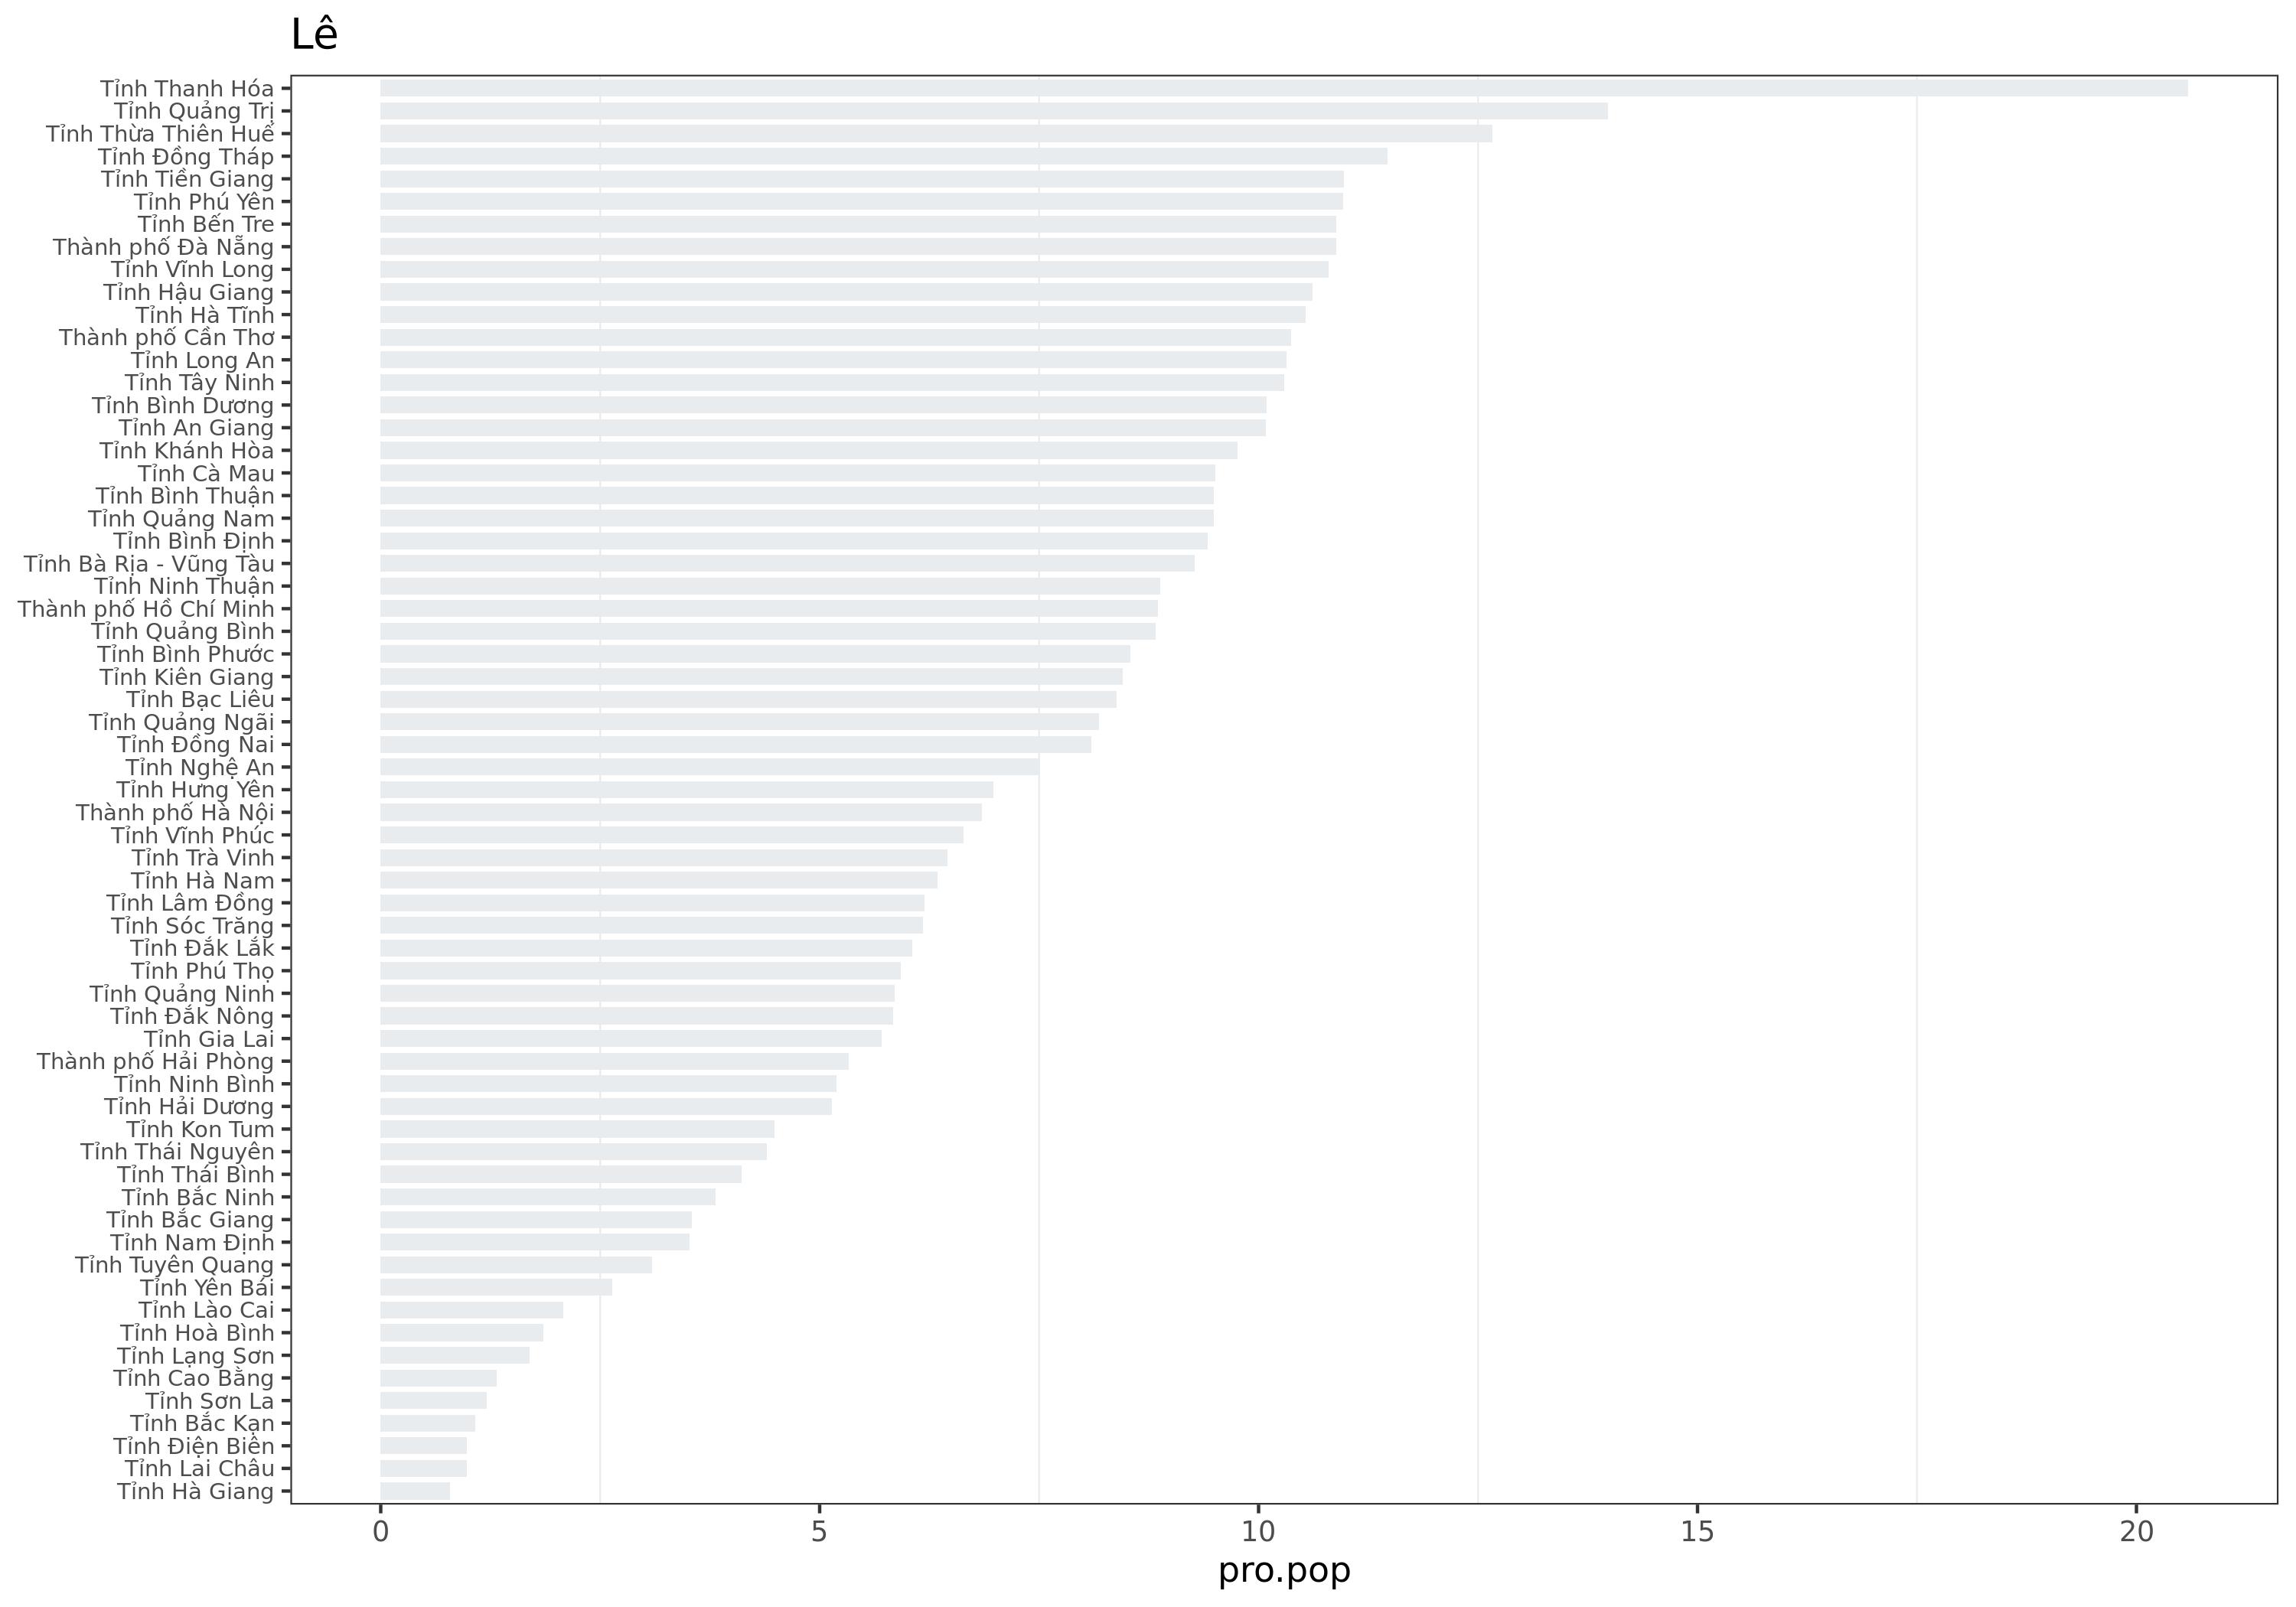 Lê
Tỉnh Thanh Hóa
Tỉnh Quảng Trị
Tỉnh Thừa Thiên Huế
Tỉnh Đồng Tháp
Tỉnh Tiền Giang
Tỉnh Phú Yên
Tỉnh Bến Tre
Thành phố Đà Nẵng
Tỉnh Vĩnh Long
Tỉnh Hậu Giang
Tỉnh Hà Tĩnh
Thành phố Cần Thơ
Tỉnh Long An
Tỉnh Tây Ninh
Tỉnh Bình Dương
Tỉnh An Giang
Tỉnh Khánh Hòa
Tỉnh Cà Mau
Tỉnh Bình Thuận
Tỉnh Quảng Nam
Tỉnh Bình Định
Tỉnh Bà Rịa - Vũng Tàu
Tỉnh Ninh Thuận
Thành phố Hồ Chí Minh
Tỉnh Quảng Bình
Tỉnh Bình Phước
Tỉnh Kiên Giang
Tỉnh Bạc Liêu
Tỉnh Quảng Ngãi
Tỉnh Đồng Nai
Tỉnh Nghệ An
Tỉnh Hưng Yên
Thành phố Hà Nội
Tỉnh Vĩnh Phúc
Tỉnh Trà Vinh
Tỉnh Hà Nam
Tỉnh Lâm Đồng
Tỉnh Sóc Trăng
Tỉnh Đắk Lắk
Tỉnh Phú Thọ
Tỉnh Quảng Ninh
Tỉnh Đắk Nông
Tỉnh Gia Lai
Thành phố Hải Phòng
Tỉnh Ninh Bình
Tỉnh Hải Dương
Tỉnh Kon Tum
Tỉnh Thái Nguyên
Tỉnh Thái Bình
Tỉnh Bắc Ninh
Tỉnh Bắc Giang
Tỉnh Nam Định
Tỉnh Tuyên Quang
Tỉnh Yên Bái
Tỉnh Lào Cai
Tỉnh Hoà Bình
Tỉnh Lạng Sơn
Tỉnh Cao Bằng
Tỉnh Sơn La
Tỉnh Bắc Kạn
Tỉnh Điện Biên
Tỉnh Lai Châu
Tỉnh Hà Giang
0 5 10 15 20
pro.pop